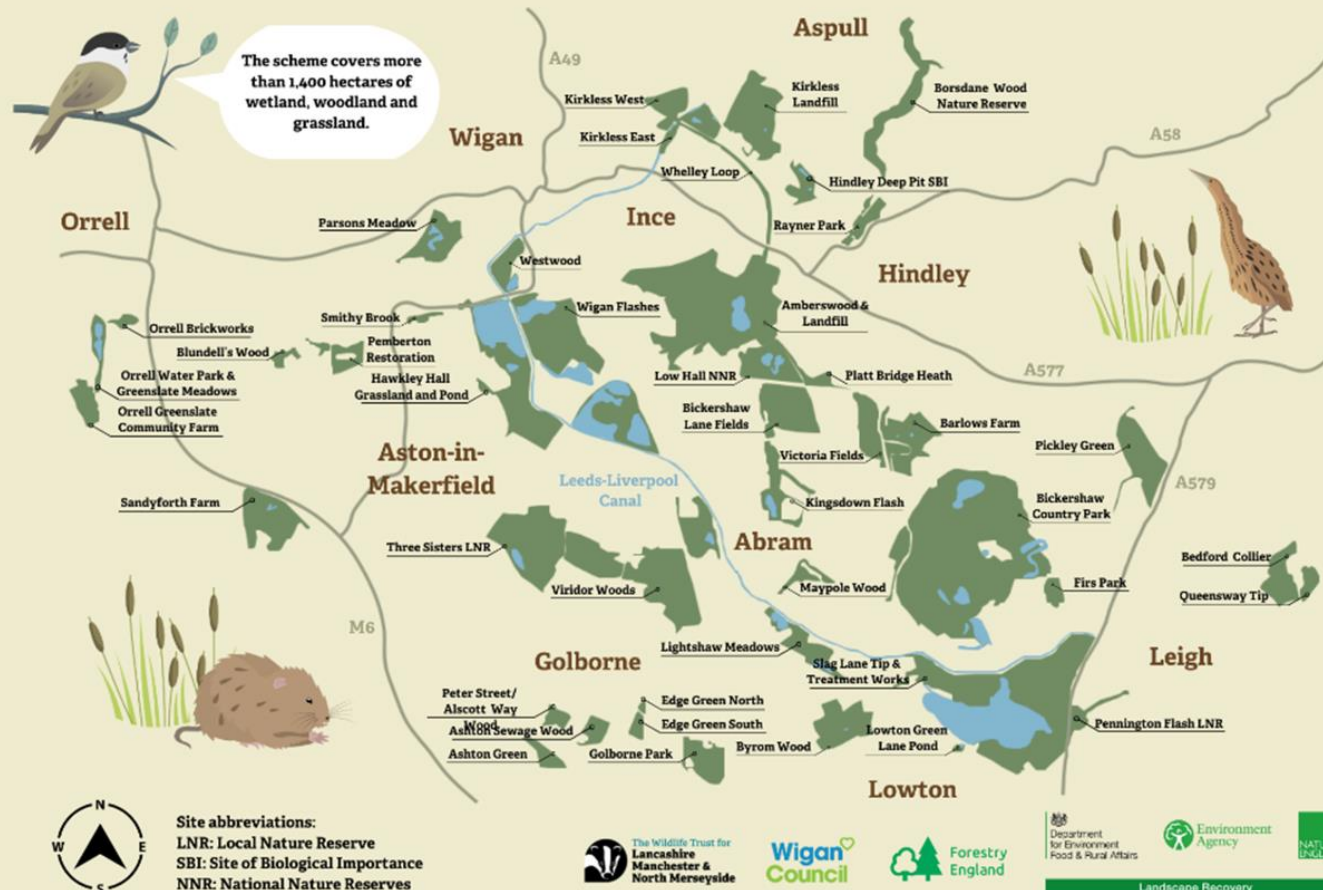 The scheme covers more
than 1,400 hectares of
wetland, woodland and
grassland.
Aspull
A49
Kirkless West
Kirkless
Landfill
Borsdane Wood
Nature Reserve
Wigan
Kirkless East
A58
Whelley Loop
Hindley Deep Pit SBI
Orrell
Parsons Meadow
Ince
Rayner Park
Westwood
Hindley
Smithy Brook
Wigan Flashes
Amberswood &
Landfill
Orrell Brickworks
Blundell's Wood
Pemberton
Restoration
Orrell Water Park &
Greenslate Meadows
Hawkley Hall
Grassland and Pond
Low Hall NNR
Platt Bridge Heath
A577
Orrell Greenslate
Community Farm
Bickershaw
Lane Fields
Barlows Farm
Pickley Green
Aston-in-
Makerfield
Victoria Fields
Leeds-Liverpool
Canal
A579
Sandyforth Farm
Kingsdown Flash
Bickershaw
Country Park
Three Sisters LNR
Abram
Bedford Collier
Viridor Woods
Maypole Wood
Firs Park
Queensway Tip
M6
Lightshaw Meadows
Golborne
Slag Lane Tip &
Treatment Works
Leigh
Peter Street/
Alscott Way
Wood
Edge Green North
Ashton Sewage Wood
Edge Green South
Pennington Flash LNR
Ashton Green
Golborne Park
Byrom Wood
Lowton Green
Lane Pond
Lowton
N
W
E
S
Site abbreviations:
LNR: Local Nature Reserve
SBI: Site of Biological Importance
NNR: National Nature Reserves
The Wildlife Trust for
Lancashire
Manchester &
North Merseyside
Wigan
Council
Forestry
England
Department
for Environment
Food & Rural Affairs
Environment
Agency
Landscape Recovery